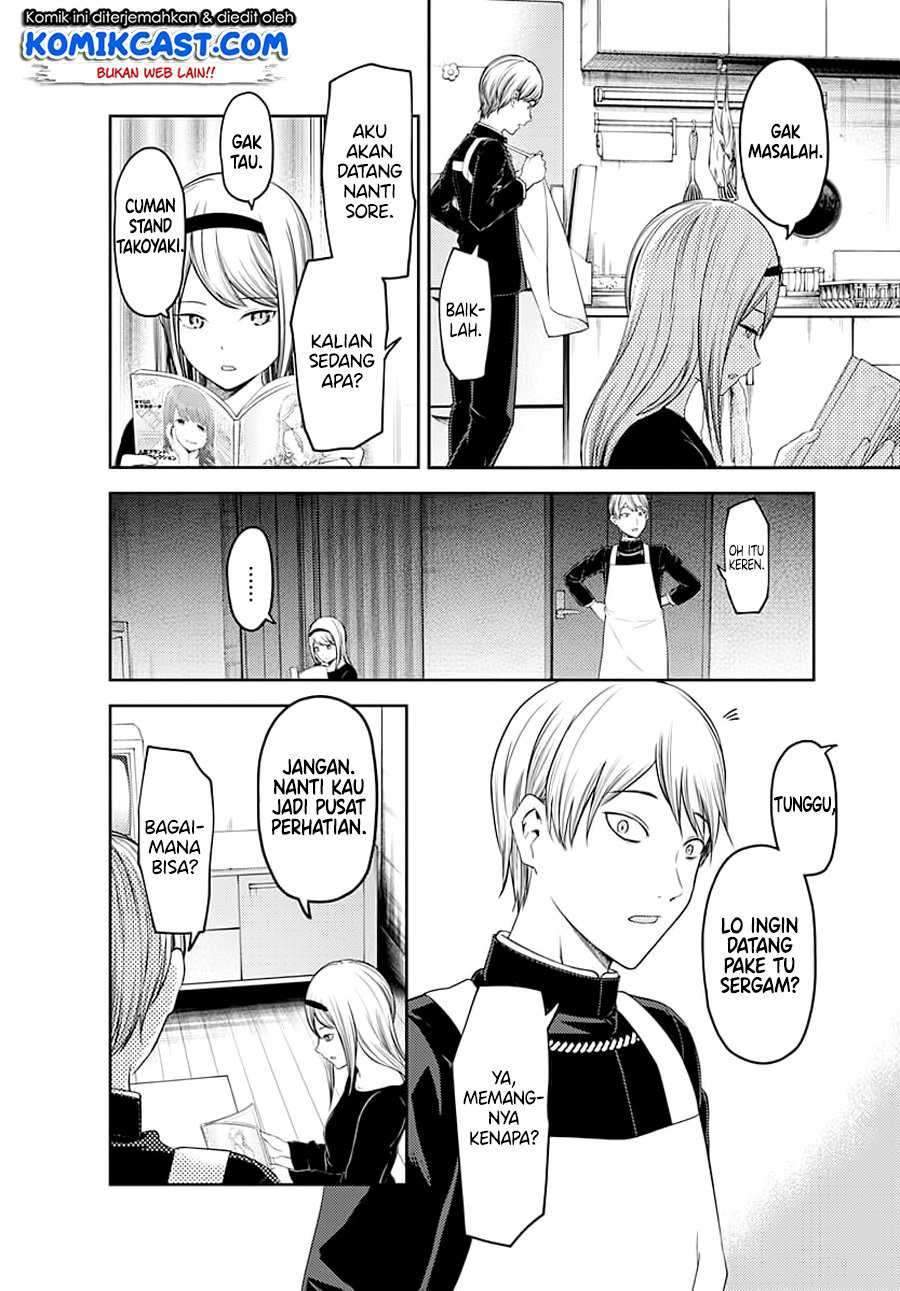 Komik ini diterjemahkan & diedit oleh
KOMIKCAST.COM
BUKAN WEB LAIN!!
GAK
MASALAH.
BAIK-
LAH.
AKU
AKAN
DATANG
NANTI
SORE.
KALIAN
SEDANG
APA?
GAK
TAU.
CUMAN
STAND
TAKOYAKI.
OH ITU
KEREN.
........
TUNGGU,
LO INGIN
DATANG
PAKE TU
SERGAM?
YA,
MEMANG-
NYA
KENAPA?
JANGAN.
NANTI KAU
JADI PUSAT
PERHATIAN.
BAGAI-
MANA
BISA?